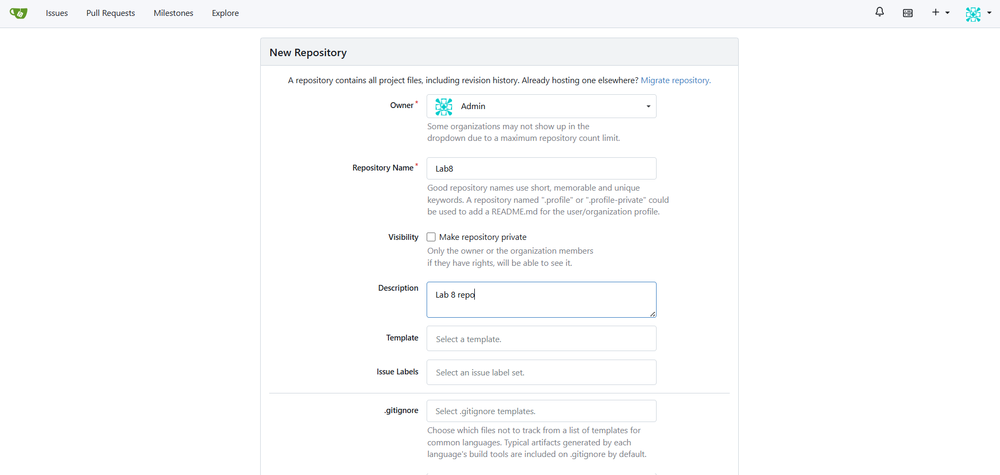 Issues Pull Requests Milestones Explore
New Repository
A repository contains all project files, including revision history. Already hosting one elsewhere? Migrate repository.
Owner * Admin
Some organizations may not show up in the
dropdown due to a maximum repository count limit.
Repository Name * Lab8
Good repository names use short, memorable and unique
keywords. A repository named ".profile" or ".profile-private" could
be used to add a README.md for the user/organization profile.
Visibility Make repository private
Only the owner or the organization members
if they have rights, will be able to see it.
Description Lab 8 repo
Template Select a template.
Issue Labels Select an issue label set.
.gitignore Select .gitignore templates.
Choose which files not to track from a list of templates for
common languages. Typical artifacts generated by each
language's build tools are included on .gitignore by default.